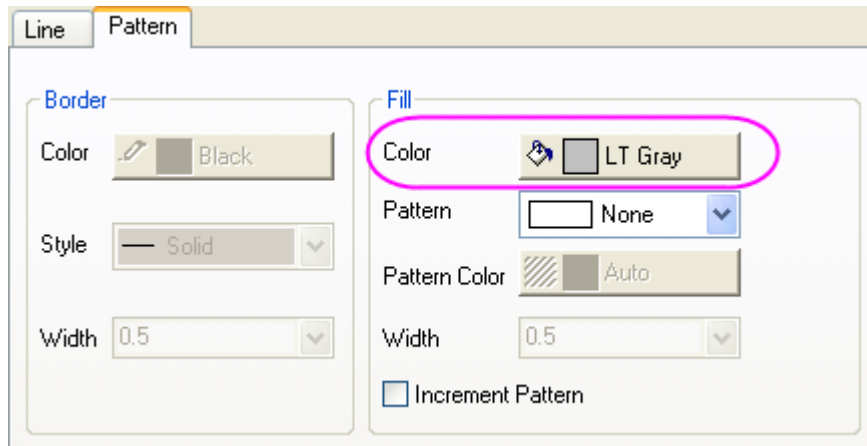 Line Pattern
Border
Color Black
Style Solid
Width 0.5
Fill
Color LT Gray
Pattern None
Pattern Color Auto
Width 0.5
Increment Pattern